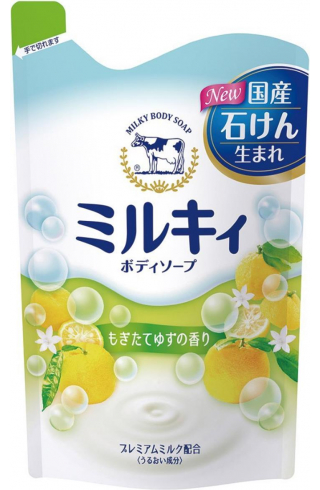 手で切れます
New 国産
石けん
生まれ
MILKY BODY SOAP
®
ミルキィ
ボディソープ
もぎたてゆずの香り
プレミアムミルク配合
(うるおい成分)